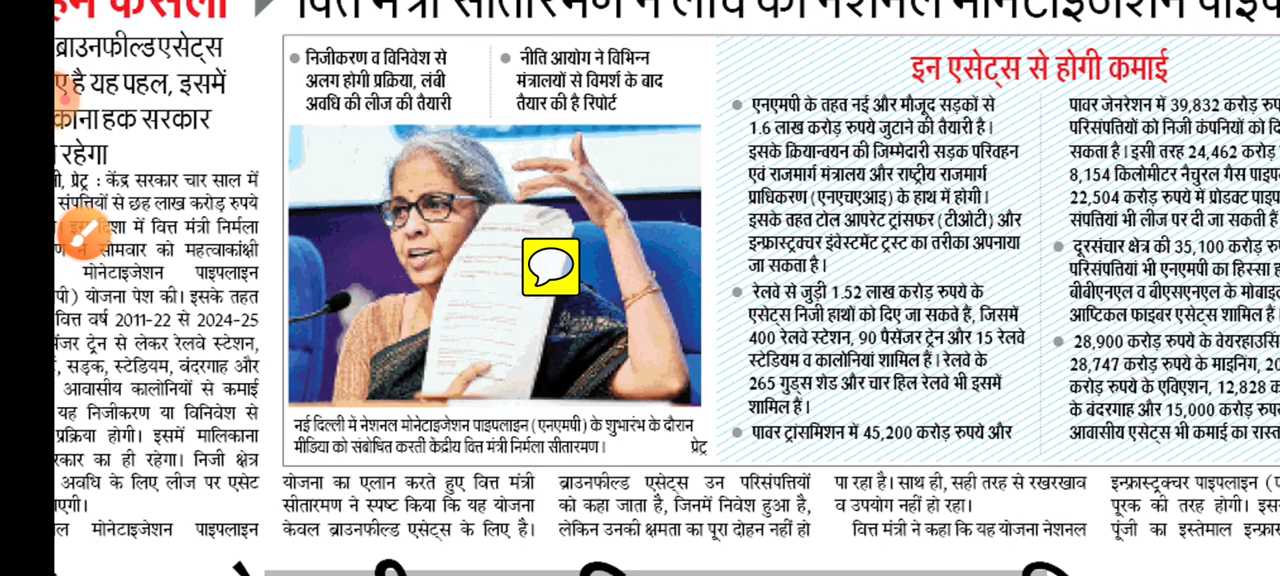 वित्त मंत्री सीतारमण ने लांच की नेशनल मोनेटाइजेशन
ब्राउनफील्ड एसेट्स
है यह पहल, इसमें
हक सरकार
रहेगा
प्रेट्र : केंद्र सरकार चार साल में
संपत्तियों से छह लाख करोड़ रुपये
में वित्त मंत्री निर्मला
सोमवार को महत्वाकांक्षी
मोनेटाइजेशन पाइपलाइन
योजना पेश की। इसके तहत
वित्त वर्ष 2011-22 से 2024-25
ट्रेन से लेकर रेलवे स्टेशन,
सड़क, स्टेडियम, बंदरगाह और
आवासीय कालोनियों से कमाई
यह निजीकरण या विनिवेश से
प्रक्रिया होगी। इसमें मालिकाना
का ही रहेगा। निजी क्षेत्र
अवधि के लिए लीज पर एसेट
मोनेटाइजेशन पाइपलाइन
निजीकरण व विनिवेश से
अलग होगी प्रक्रिया, लंबी
अवधि की लीज की तैयारी
नीति आयोग ने विभिन्न
मंत्रालयों से विमर्श के बाद
तैयार की है रिपोर्ट
नई दिल्ली में नेशनल मोनेटाइजेशन पाइपलाइन (एनएमपी) के शुभारंभ के दौरान
मीडिया को संबोधित करती केंद्रीय वित्त मंत्री निर्मला सीतारमण। प्रेट्र
इन एसेट्स से होगी कमाई
एनएमपी के तहत नई और मौजूद सड़कों से
1.6 लाख करोड़ रुपये जुटाने की तैयारी है।
इसके क्रियान्वयन की जिम्मेदारी सड़क परिवहन
एवं राजमार्ग मंत्रालय और राष्ट्रीय राजमार्ग
प्राधिकरण (एनएचएआइ) के हाथ में होगी।
इसके तहत टोल आपरेट ट्रांसफर (टीओटी) और
इन्फ्रास्ट्रक्चर इंवेस्टमेंट ट्रस्ट का तरीका अपनाया
जा सकता है।
रेलवे से जुड़ी 1.52 लाख करोड़ रुपये के
एसेट्स निजी हाथों को दिए जा सकते हैं, जिसमें
400 रेलवे स्टेशन, 90 पैसेंजर ट्रेन और 15 रेलवे
स्टेडियम व कालोनियां शामिल हैं। रेलवे के
265 गुड्स शेड और चार हिल रेलवे भी इसमें
शामिल हैं।
पावर ट्रांसमिशन में 45,200 करोड़ रुपये और
पावर जेनरेशन में 39,832 करोड़
परिसंपत्तियों को निजी कंपनियों को
सकता है। इसी तरह 24,462 करोड़
8,154 किलोमीटर नैचुरल गैस
22,504 करोड़ रुपये में प्रोडक्ट
संपत्तियां भी लीज पर दी जा सकती
दूरसंचार क्षेत्र की 35,100 करोड़
परिसंपत्तियां भी एनएमपी का हिस्सा
बीबीएनएल व बीएसएनएल के
आप्टिकल फाइबर एसेट्स शामिल हैं
28,900 करोड़ रुपये के
28,747 करोड़ रुपये के माइनिंग,
करोड़ रुपये के एविएशन, 12,828
के बंदरगाह और 15,000 करोड़
आवासीय एसेट्स भी कमाई का
योजना का एलान करते हुए वित्त मंत्री
सीतारमण ने स्पष्ट किया कि यह योजना
केवल ब्राउनफील्ड एसेट्स के लिए है।
ब्राउनफील्ड एसेट्स उन परिसंपत्तियों
को कहा जाता है, जिनमें निवेश हुआ है,
लेकिन उनकी क्षमता का पूरा दोहन नहीं हो
पा रहा है। साथ ही, सही तरह से रखरखाव
व उपयोग नहीं हो रहा।
वित्त मंत्री ने कहा कि यह योजना नेशनल
इन्फ्रास्ट्रक्चर पाइपलाइन
पूरक की तरह होगी।
पूंजी का इस्तेमाल